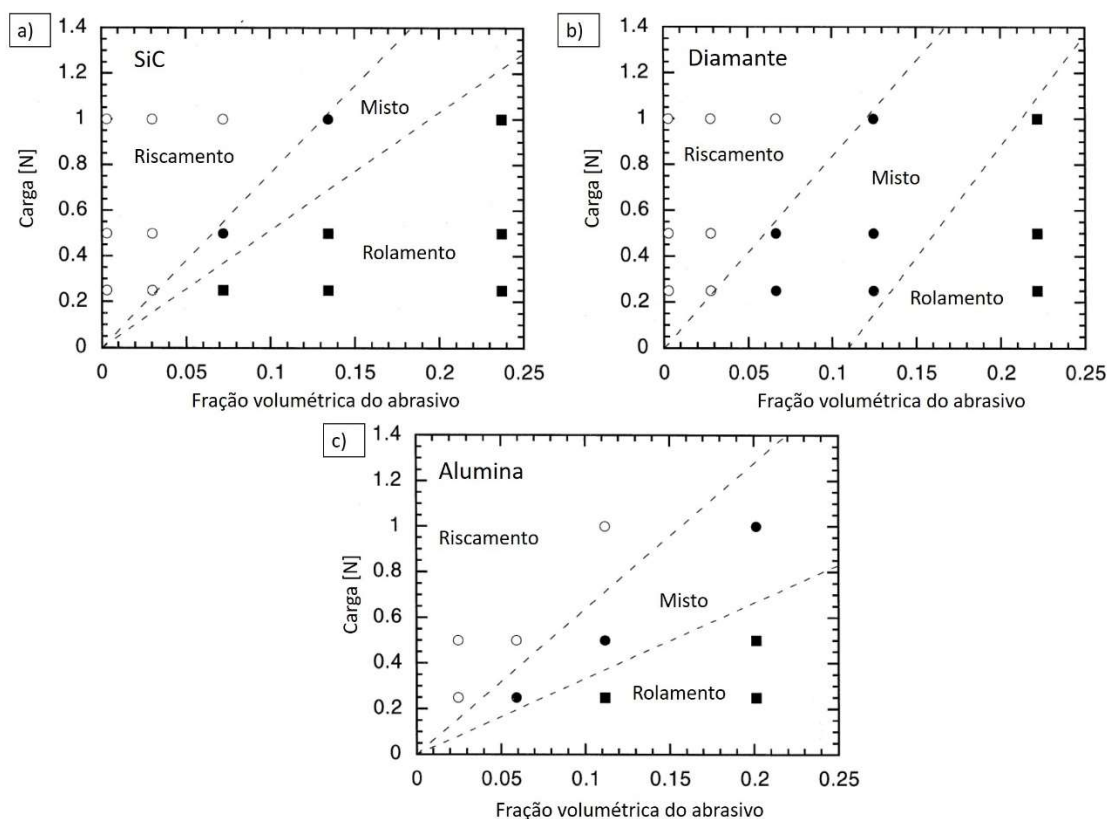 a)
SiC
1.4
1.2
1
0.8
0.6
0.4
0.2
0
Carga [N]
Misto
Riscamento
Rolamento
0
0.05
0.1
0.15
0.2
0.25
Fração volumétrica do abrasivo
b)
Diamante
1.4
1.2
1
0.8
0.6
0.4
0.2
0
Carga [N]
Riscamento
Misto
Rolamento
0
0.05
0.1
0.15
0.2
0.25
Fração volumétrica do abrasivo
c)
Alumina
1.4
1.2
1
0.8
0.6
0.4
0.2
0
Carga [N]
Riscamento
Misto
Rolamento
0
0.05
0.1
0.15
0.2
0.25
Fração volumétrica do abrasivo